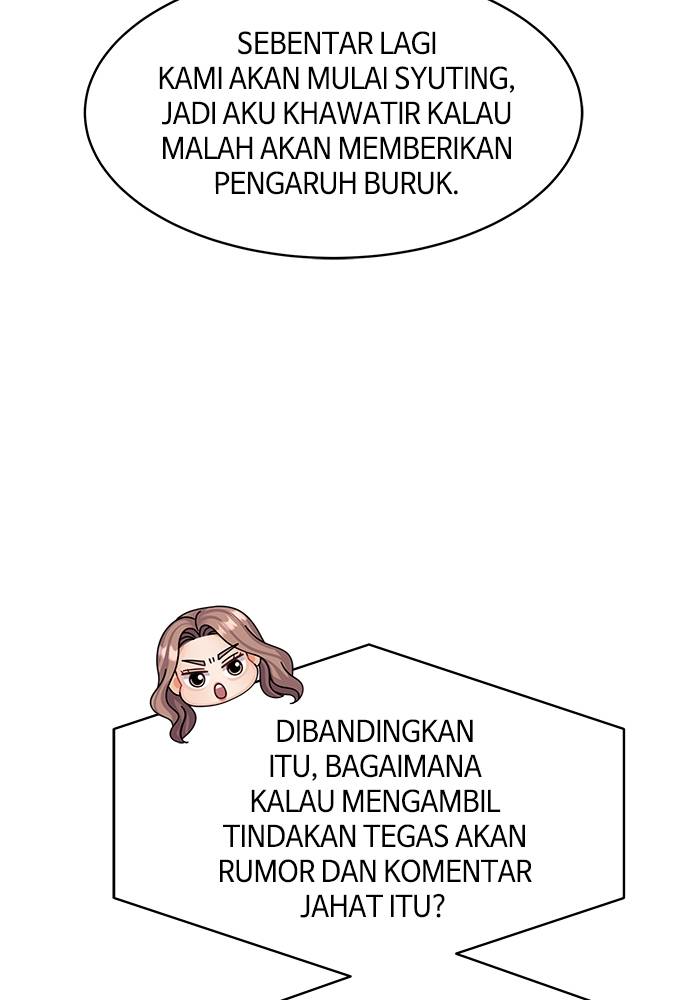 SEBENTAR LAGI
KAMI AKAN MULAI SYUTING,
JADI AKU KHAWATIR KALAU
MALAH AKAN MEMBERIKAN
PENGARUH BURUK.
DIBANDINGKAN
ITU, BAGAIMANA
KALAU MENGAMBIL
TINDAKAN TEGAS AKAN
RUMOR DAN KOMENTAR
JAHAT ITU?